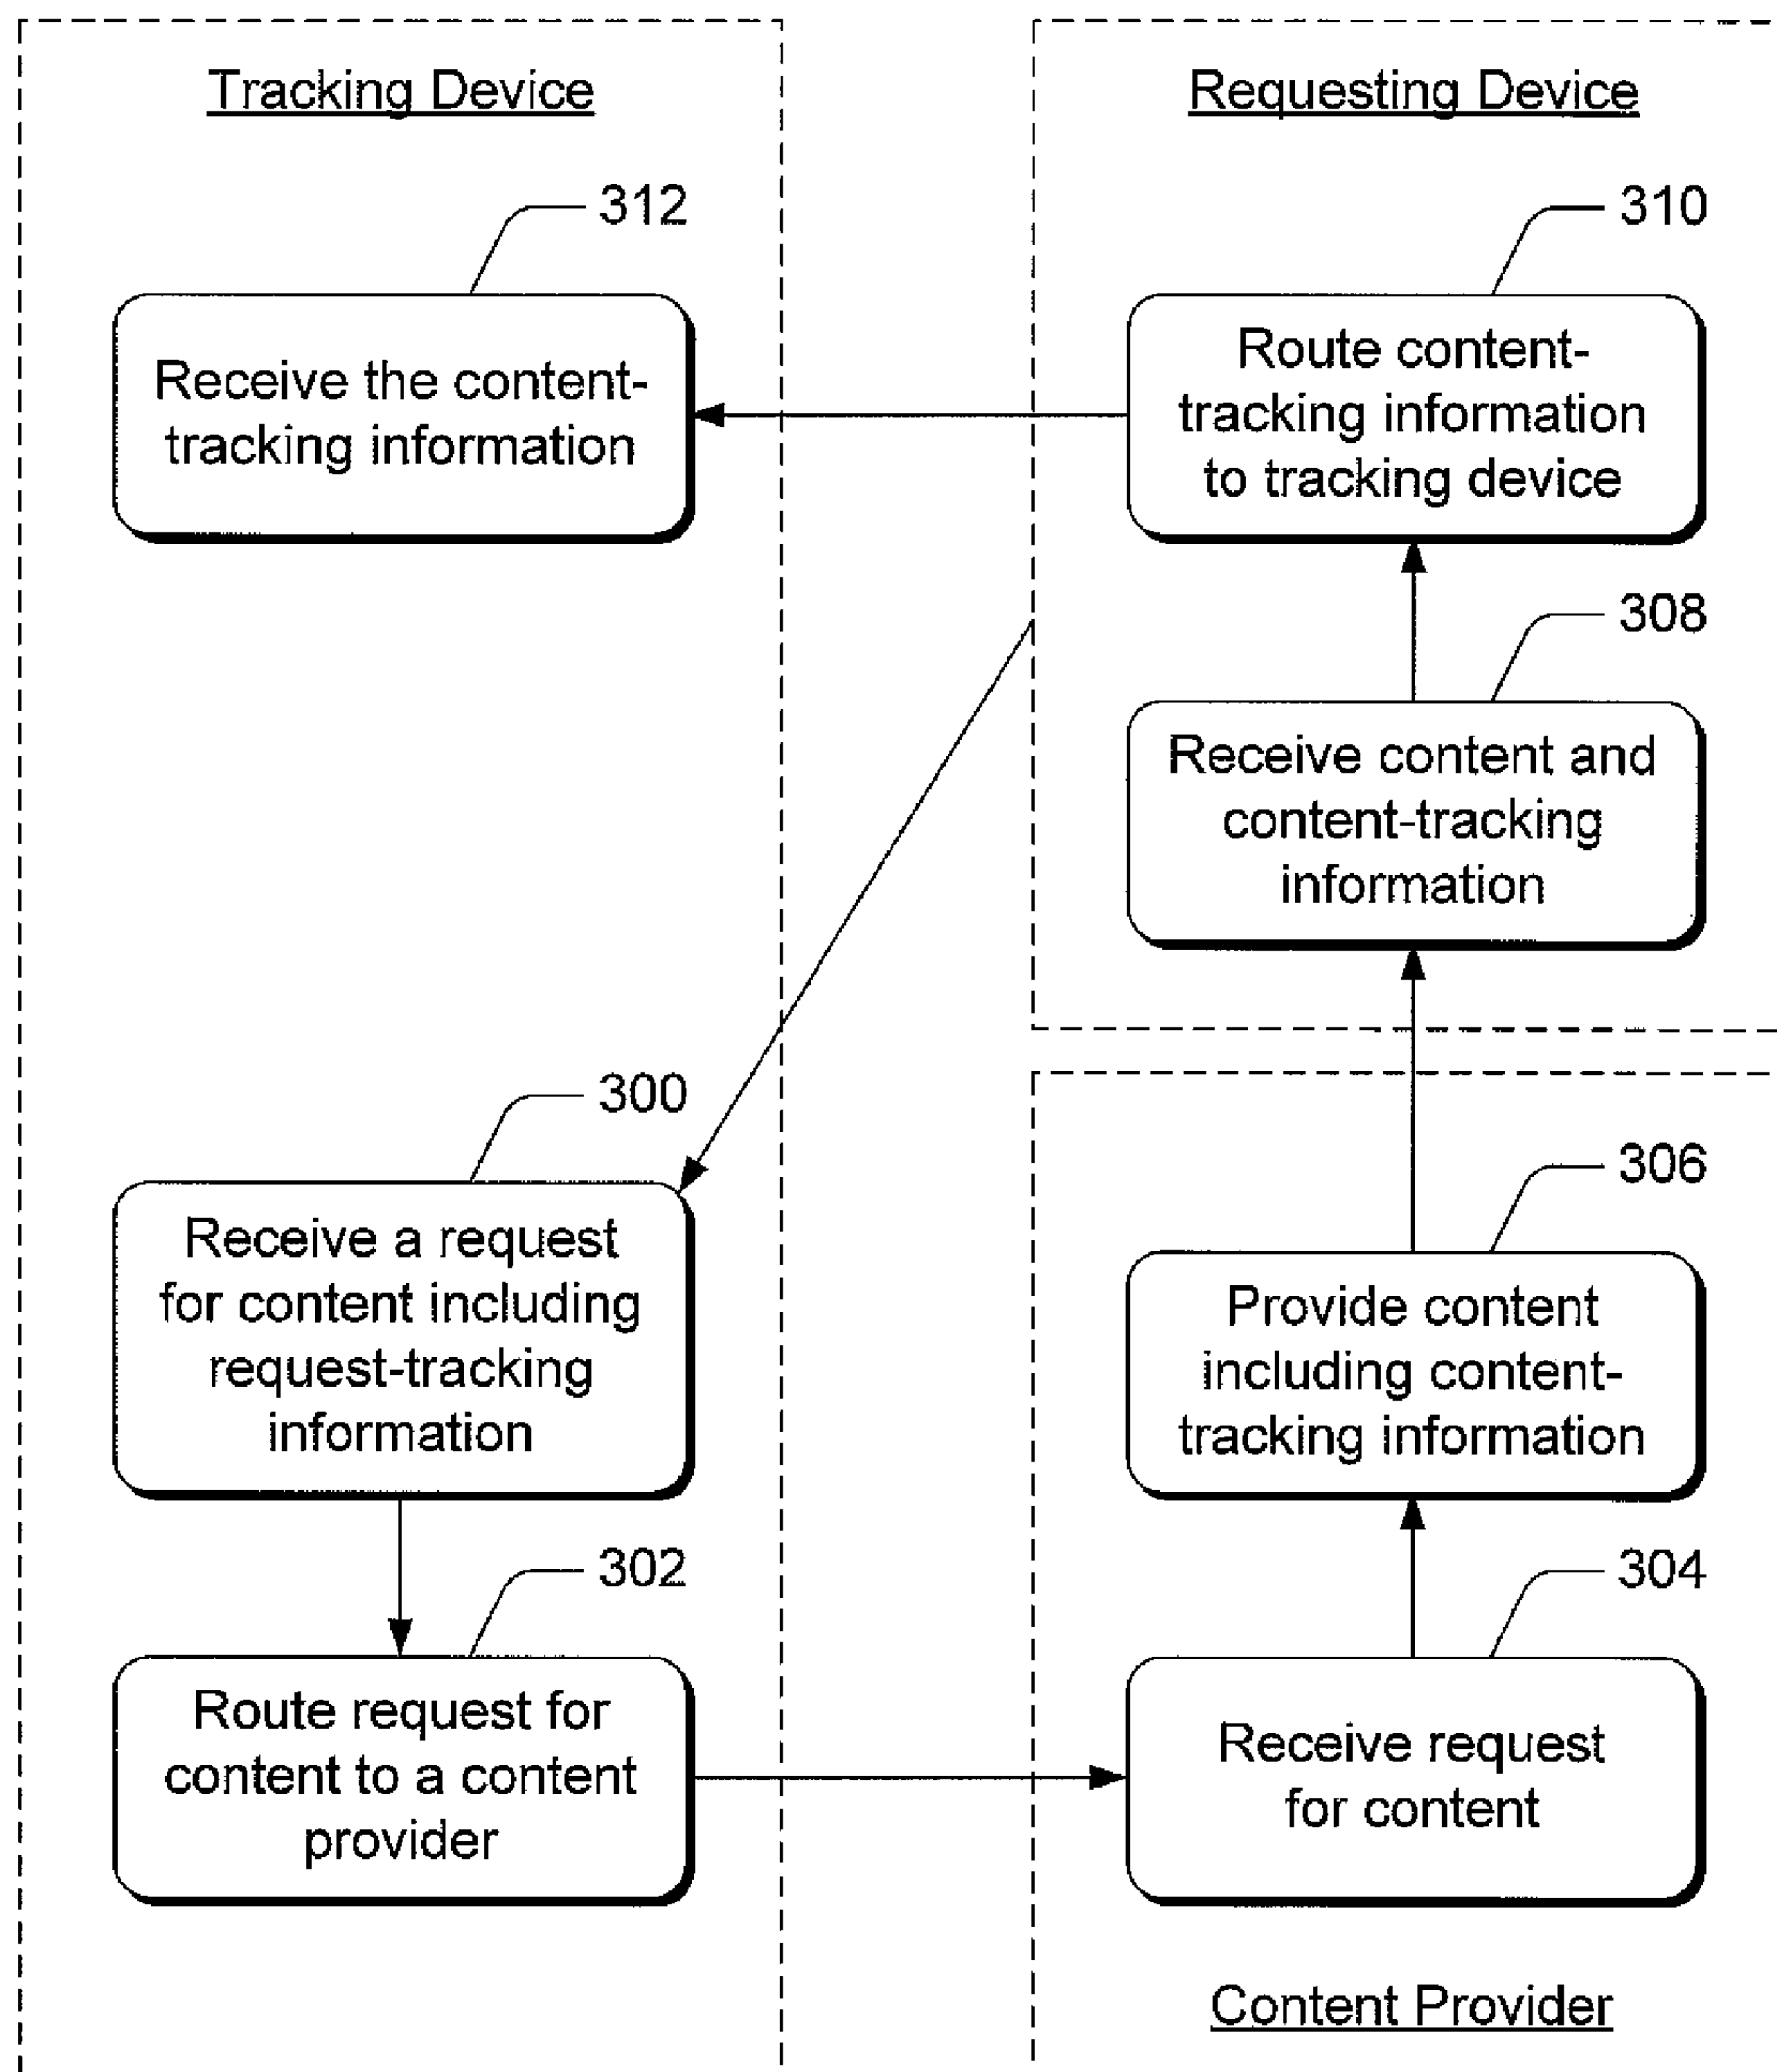 Tracking Device
312
Receive the content-
tracking information
300
Receive a request
for content including
request-tracking
information
302
Route request for
content to a content
provider
Requesting Device
310
Route content-
tracking information
to tracking device
308
Receive content and
content-tracking
information
306
Provide content
including content-
tracking information
304
Receive request
for content
Content Provider